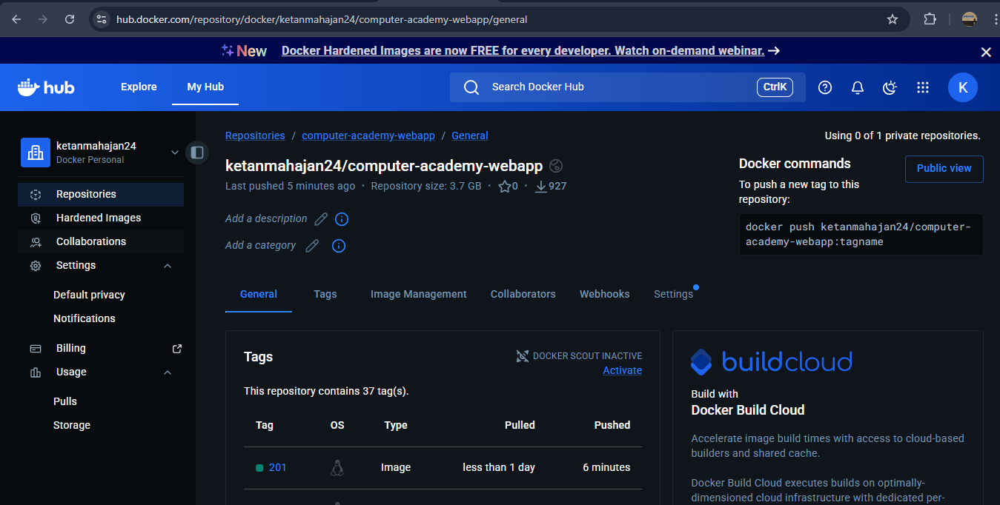 hub.docker.com/repository/docker/ketanmahajan24/computer-academy-webapp/general
New Docker Hardened Images are now FREE for every developer. Watch on-demand webinar.
hub Explore My Hub Search Docker Hub CtrlK K
ketanmahajan24
Docker Personal
Repositories
Hardened Images
Collaborations
Settings
Default privacy
Notifications
Billing
Usage
Pulls
Storage
Repositories / computer-academy-webapp / General
Using 0 of 1 private repositories.
ketanmahajan24/computer-academy-webapp
Last pushed 5 minutes ago • Repository size: 3.7 GB • 0 • 927
Add a description
Add a category
Docker commands
Public view
To push a new tag to this
repository:
docker push ketanmahajan24/computer-
academy-webapp:tagname
General Tags Image Management Collaborators Webhooks Settings
Tags
DOCKER SCOUT INACTIVE
Activate
This repository contains 37 tag(s).
Tag OS Type Pulled Pushed
201 Image less than 1 day 6 minutes
buildcloud
Build with
Docker Build Cloud
Accelerate image build times with access to cloud-based
builders and shared cache.
Docker Build Cloud executes builds on optimally-
dimensioned cloud infrastructure with dedicated per-